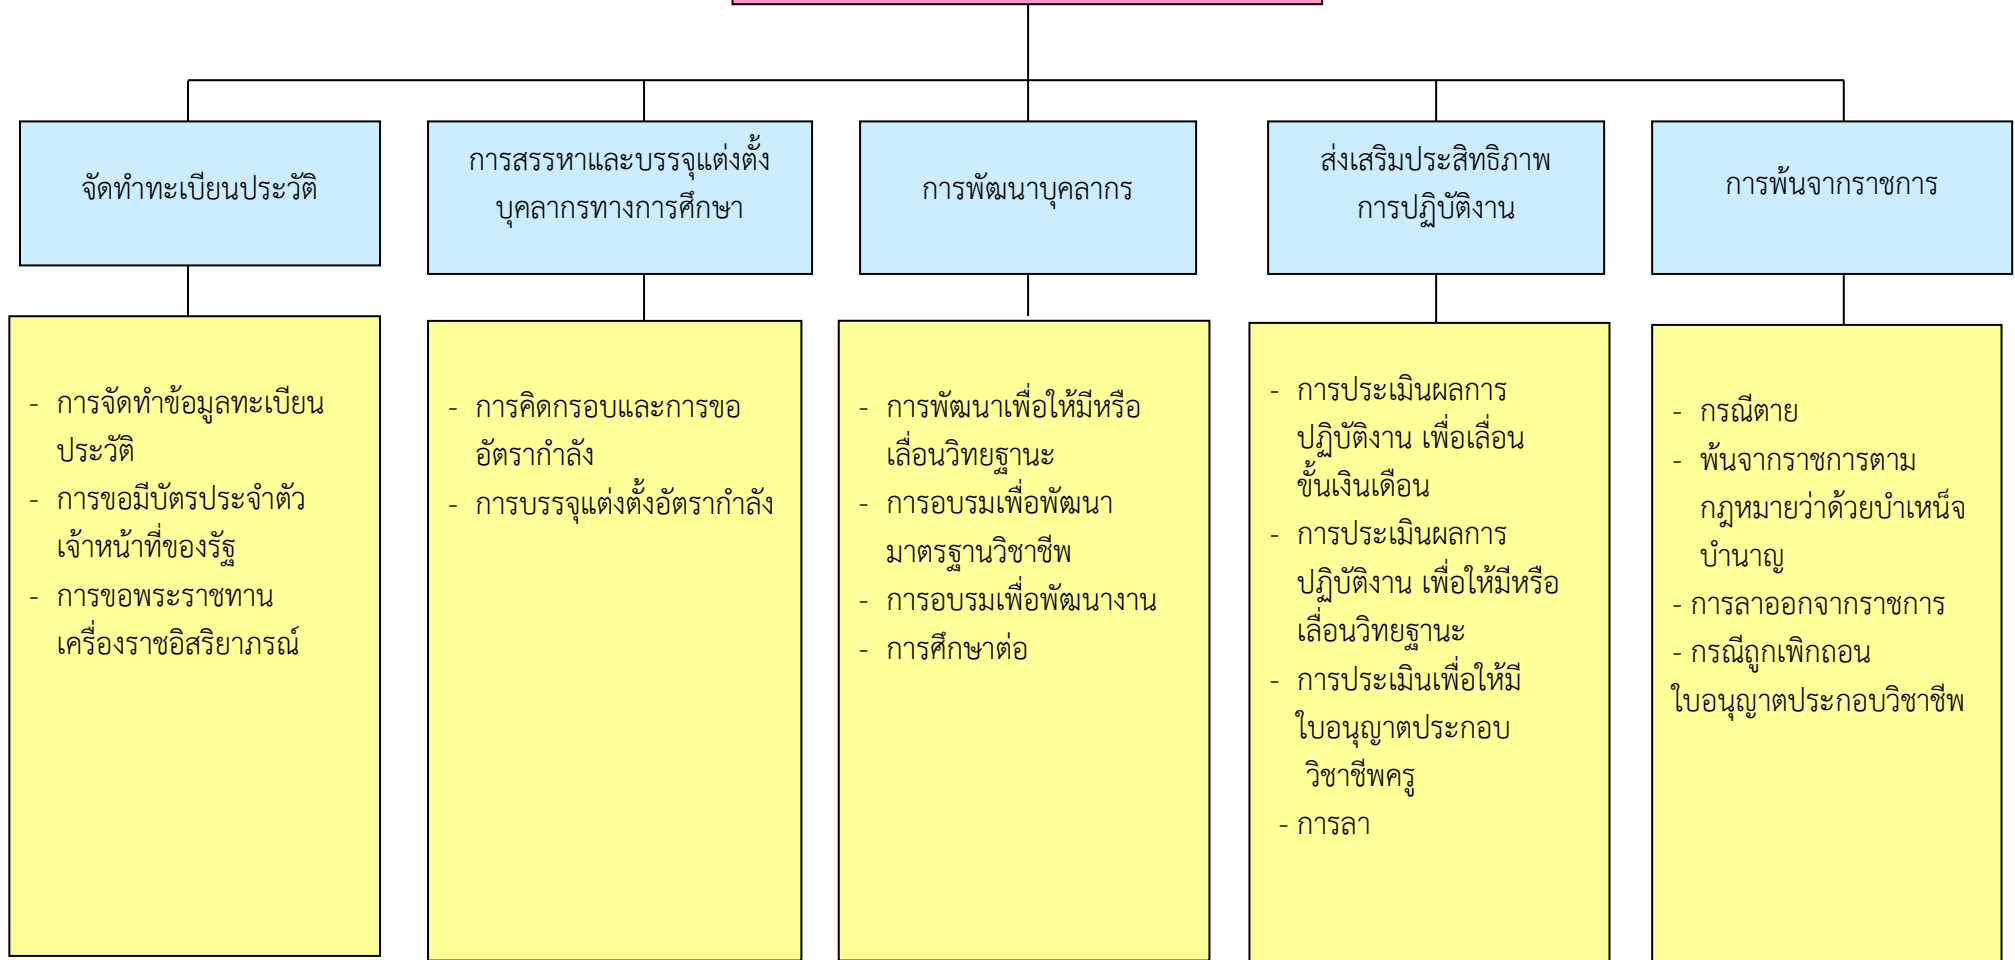 จัดทำทะเบียนประวัติ
การสรรหาและบรรจุแต่งตั้ง
บุคลากรทางการศึกษา
การพัฒนาบุคลากร
ส่งเสริมประสิทธิภาพ
การปฏิบัติงาน
การพ้นจากราชการ
- การจัดทำข้อมูลทะเบียน
ประวัติ
- การขอมีบัตรประจำตัว
เจ้าหน้าที่ของรัฐ
- การขอพระราชทาน
เครื่องราชอิสริยาภรณ์
- การคิดกรอบและการขอ
อัตรากำลัง
- การบรรจุแต่งตั้งอัตรากำลัง
- การพัฒนาเพื่อให้มีหรือ
เลื่อนวิทยฐานะ
- การอบรมเพื่อพัฒนา
มาตรฐานวิชาชีพ
- การอบรมเพื่อพัฒนางาน
- การศึกษาต่อ
- การประเมินผลการ
ปฏิบัติงาน เพื่อเลื่อน
ขั้นเงินเดือน
- การประเมินผลการ
ปฏิบัติงาน เพื่อให้มีหรือ
เลื่อนวิทยฐานะ
- การประเมินเพื่อให้มี
ใบอนุญาตประกอบ
วิชาชีพครู
- การลา
- กรณีตาย
- พ้นจากราชการตาม
กฎหมายว่าด้วยบำเหน็จ
บำนาญ
- การลาออกจากราชการ
- กรณีถูกเพิกถอน
ใบอนุญาตประกอบวิชาชีพ